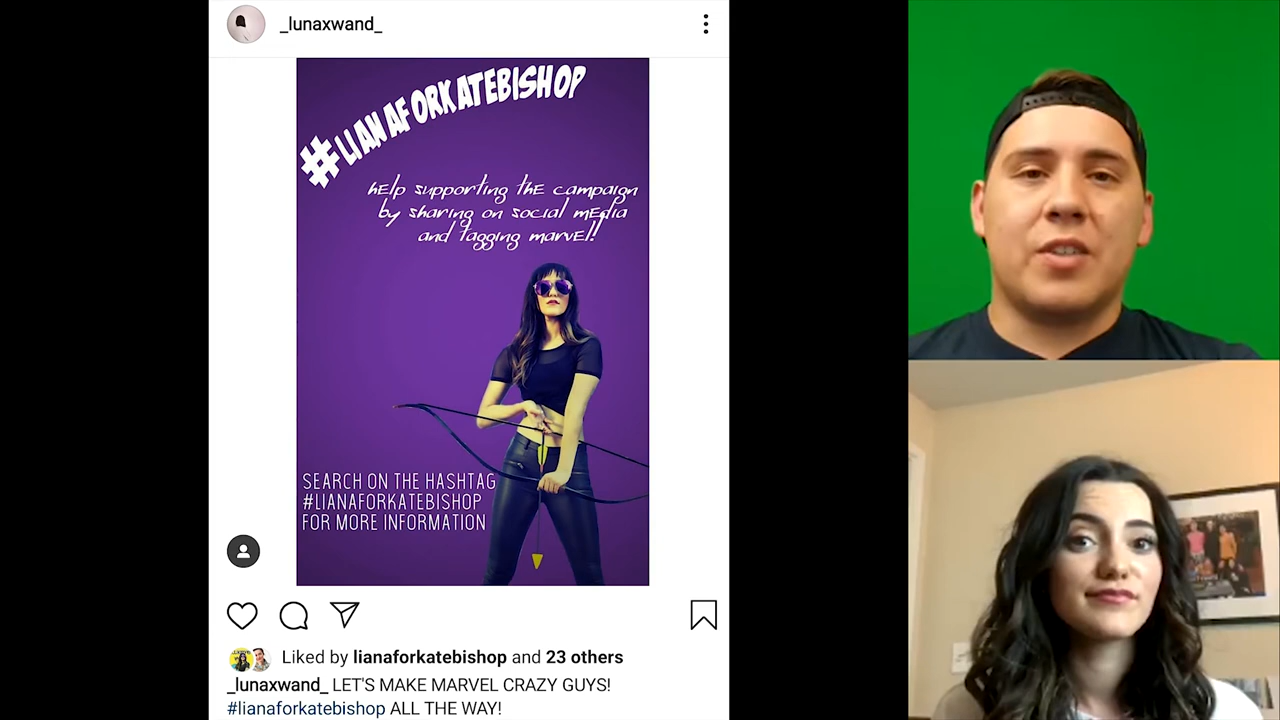 _lunaxwand_
#LIANAFORKATEBISHOP
help supporting the campaign
by sharing on social media
and tagging marvel!!
SEARCH ON THE HASHTAG
#LIANAFORKATEBISHOP
FOR MORE INFORMATION
Liked by lianaforkatebishop and 23 others
_lunaxwand_ LET'S MAKE MARVEL CRAZY GUYS!
#lianaforkatebishop ALL THE WAY!